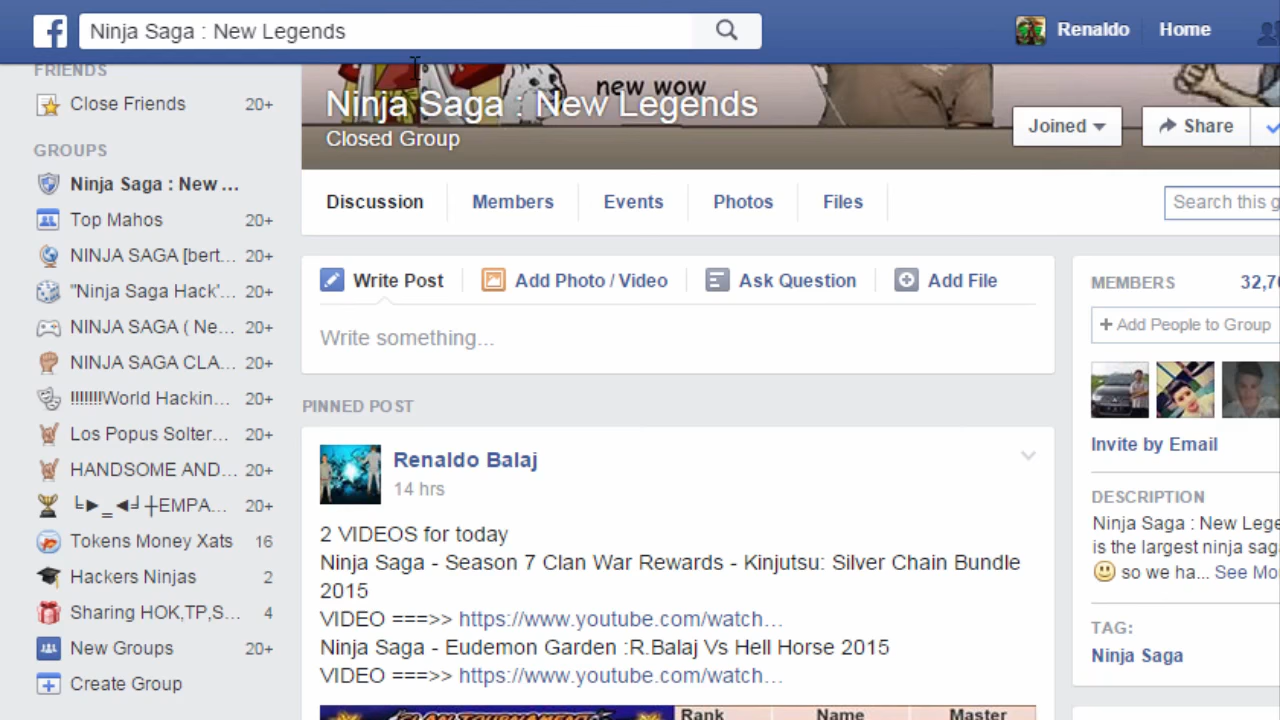 Ninja Saga : New Legends
Renaldo
Home
FRIENDS
Close Friends 20+
GROUPS
Ninja Saga : New ...
Top Mahos 20+
NINJA SAGA [bert... 20+
"Ninja Saga Hack'... 20+
NINJA SAGA ( Ne... 20+
NINJA SAGA CLA... 20+
!!!!!!!World Hackin... 20+
Los Popus Solter... 20+
HANDSOME AND... 20+
╘►_◄╛┼EMPA... 20+
Tokens Money Xats 16
Hackers Ninjas 2
Sharing HOK,TP,S... 4
New Groups 20+
Create Group
new wow
Ninja Saga : New Legends
Closed Group
Joined
Share
Discussion Members Events Photos Files
Search this g
Write Post Add Photo / Video Ask Question Add File
Write something...
PINNED POST
Renaldo Balaj
14 hrs
2 VIDEOS for today
Ninja Saga - Season 7 Clan War Rewards - Kinjutsu: Silver Chain Bundle
2015
VIDEO ===>> https://www.youtube.com/watch...
Ninja Saga - Eudemon Garden :R.Balaj Vs Hell Horse 2015
VIDEO ===>> https://www.youtube.com/watch...
CLAN TOURNAMENT
Rank Name Master
MEMBERS 32,7
+ Add People to Group
Invite by Email
DESCRIPTION
Ninja Saga : New Lege
is the largest ninja sag
so we ha... See Mo
TAG:
Ninja Saga